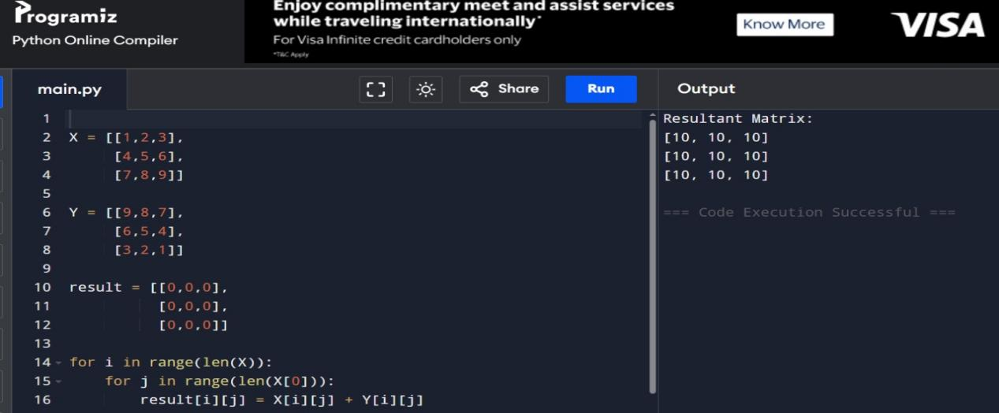 Programiz
Python Online Compiler
Enjoy complimentary meet and assist services
while traveling internationally*
For Visa Infinite credit cardholders only
*T&C Apply
Know More
VISA
main.py
Share
Run
Output
1
2 X = [[1,2,3],
3 [4,5,6],
4 [7,8,9]]
5
6 Y = [[9,8,7],
7 [6,5,4],
8 [3,2,1]]
9
10 result = [[0,0,0],
11 [0,0,0],
12 [0,0,0]]
13
14 for i in range(len(X)):
15 for j in range(len(X[0])):
16 result[i][j] = X[i][j] + Y[i][j]
Resultant Matrix:
[10, 10, 10]
[10, 10, 10]
[10, 10, 10]
=== Code Execution Successful ===